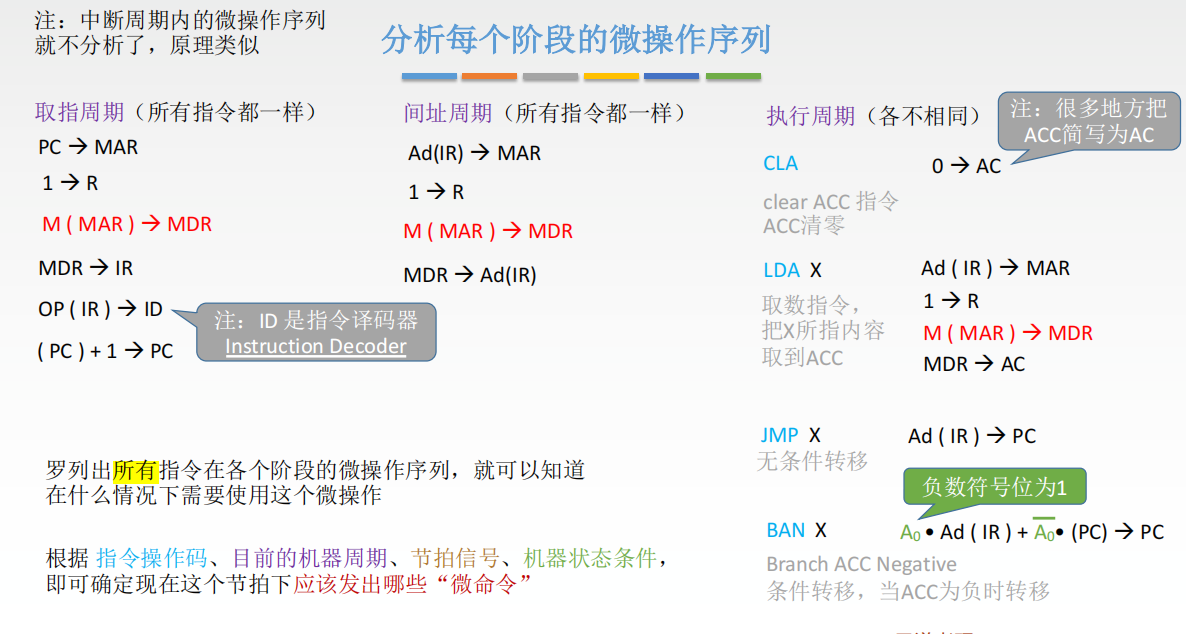 注：中断周期内的微操作序列
就不分析了，原理类似
分析每个阶段的微操作序列
取指周期（所有指令都一样）
PC → MAR
1 → R
M ( MAR ) → MDR
MDR → IR
OP ( IR ) → ID
( PC ) + 1 → PC
注：ID 是指令译码器
Instruction Decoder
间址周期（所有指令都一样）
Ad(IR) → MAR
1 → R
M ( MAR ) → MDR
MDR → Ad(IR)
执行周期（各不相同）
注：很多地方把
ACC简写为AC
CLA 0 → AC
clear ACC 指令
ACC清零
LDA X Ad ( IR ) → MAR
取数指令，
把X所指内容
取到ACC
1 → R
M ( MAR ) → MDR
MDR → AC
JMP X Ad ( IR ) → PC
无条件转移
负数符号位为1
BAN X A₀ • Ad ( IR ) + A̅₀• (PC) → PC
Branch ACC Negative
条件转移，当ACC为负时转移
罗列出所有指令在各个阶段的微操作序列，就可以知道
在什么情况下需要使用这个微操作
根据 指令操作码、目前的机器周期、节拍信号、机器状态条件，
即可确定现在这个节拍下应该发出哪些“微命令”